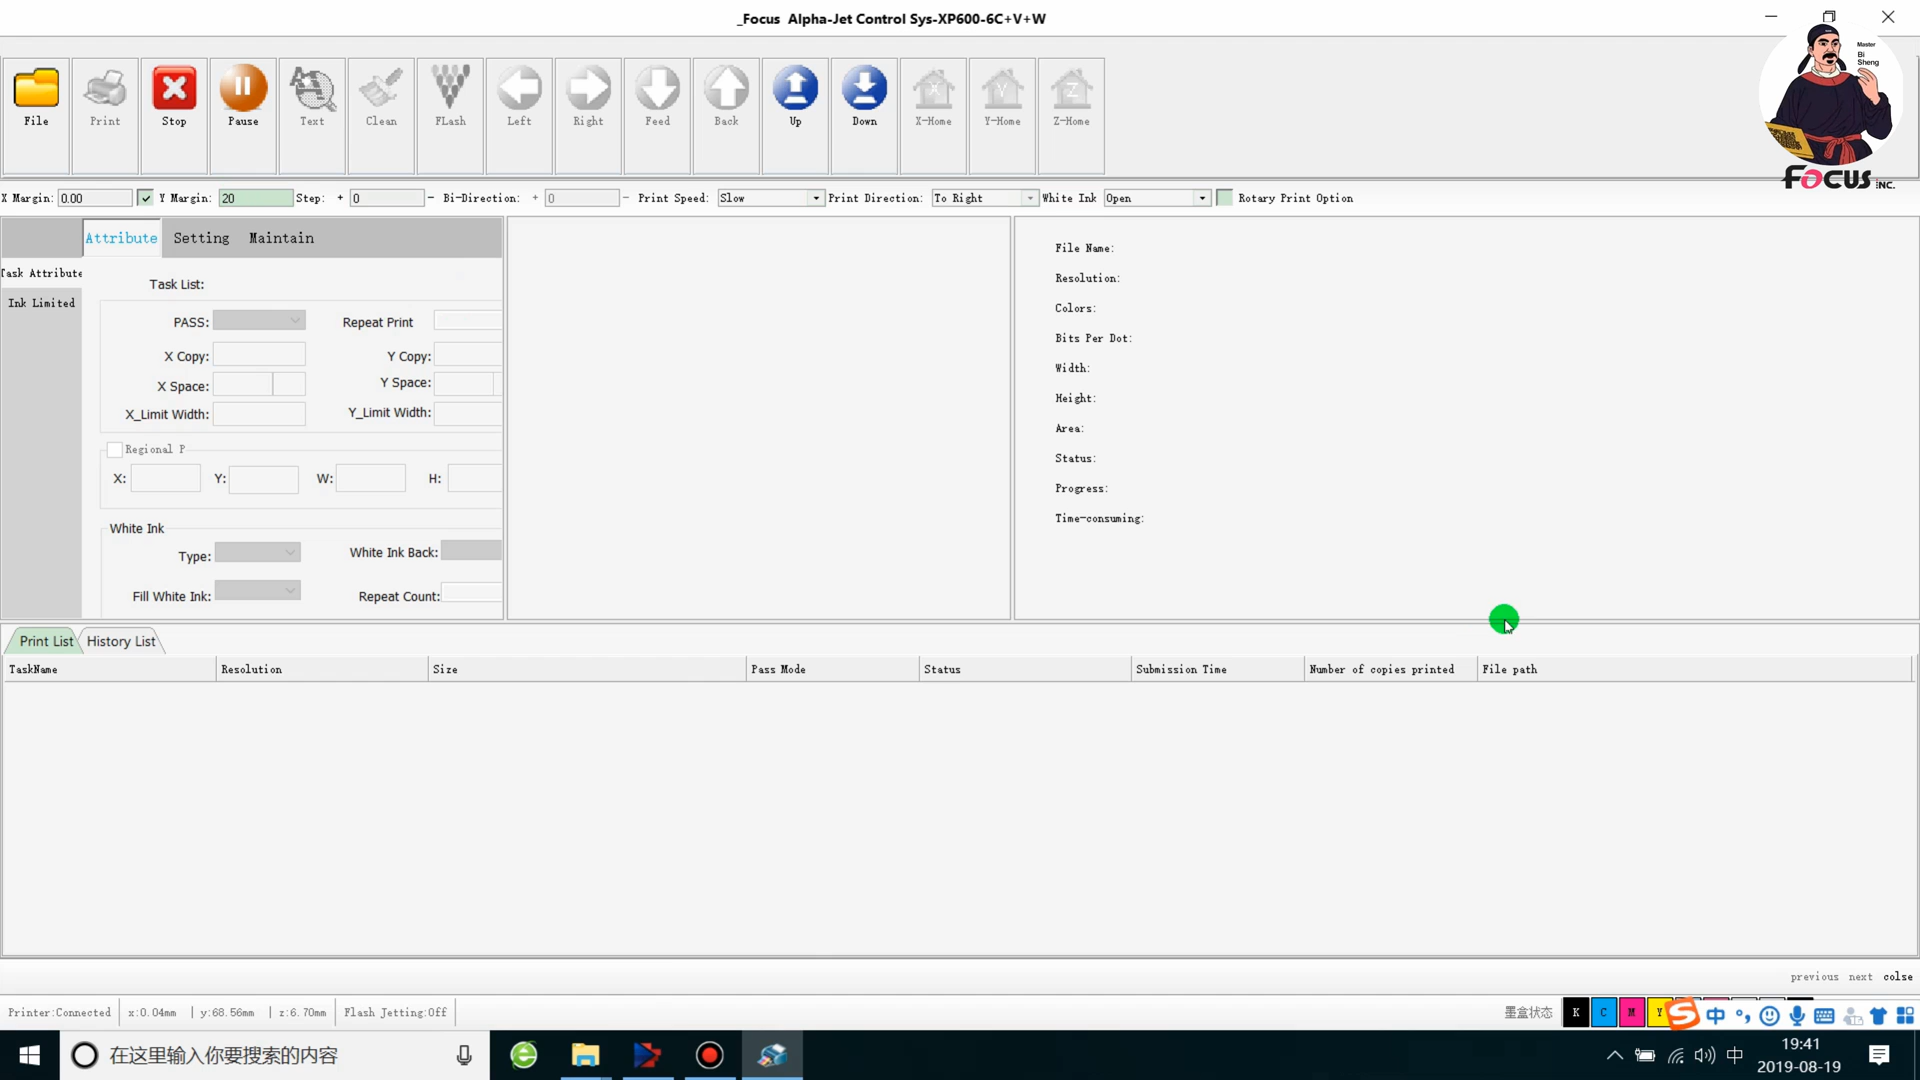 _Focus Alpha-Jet Control Sys-XP600-6C+V+W
Master
Bi
Sheng
FOCUS INC.
File Print Stop Pause Text Clean FLash Left Right Feed Back Up Down X-Home Y-Home Z-Home
X Margin: 0.00 Y Margin: 20 Step: + 0 - Bi-Direction: + 0 - Print Speed: Slow Print Direction: To Right White Ink Open Rotary Print Option
Attribute Setting Maintain
Task Attribute
Ink Limited
Task List:
PASS: Repeat Print
X Copy: Y Copy:
X Space: Y Space:
X_Limit Width: Y_Limit Width:
Regional P
X: Y: W: H:
White Ink
Type: White Ink Back:
Fill White Ink: Repeat Count:
File Name:
Resolution:
Colors:
Bits Per Dot:
Width:
Height:
Area:
Status:
Progress:
Time-consuming:
Print List History List
TaskName Resolution Size Pass Mode Status Submission Time Number of copies printed File path
previous next colse
Printer:Connected x:0.04mm y:68.56mm z:6.70mm Flash Jetting:Off 墨盒状态 K C M Y S 中
在这里输入你要搜索的内容
中
19:41
2019-08-19